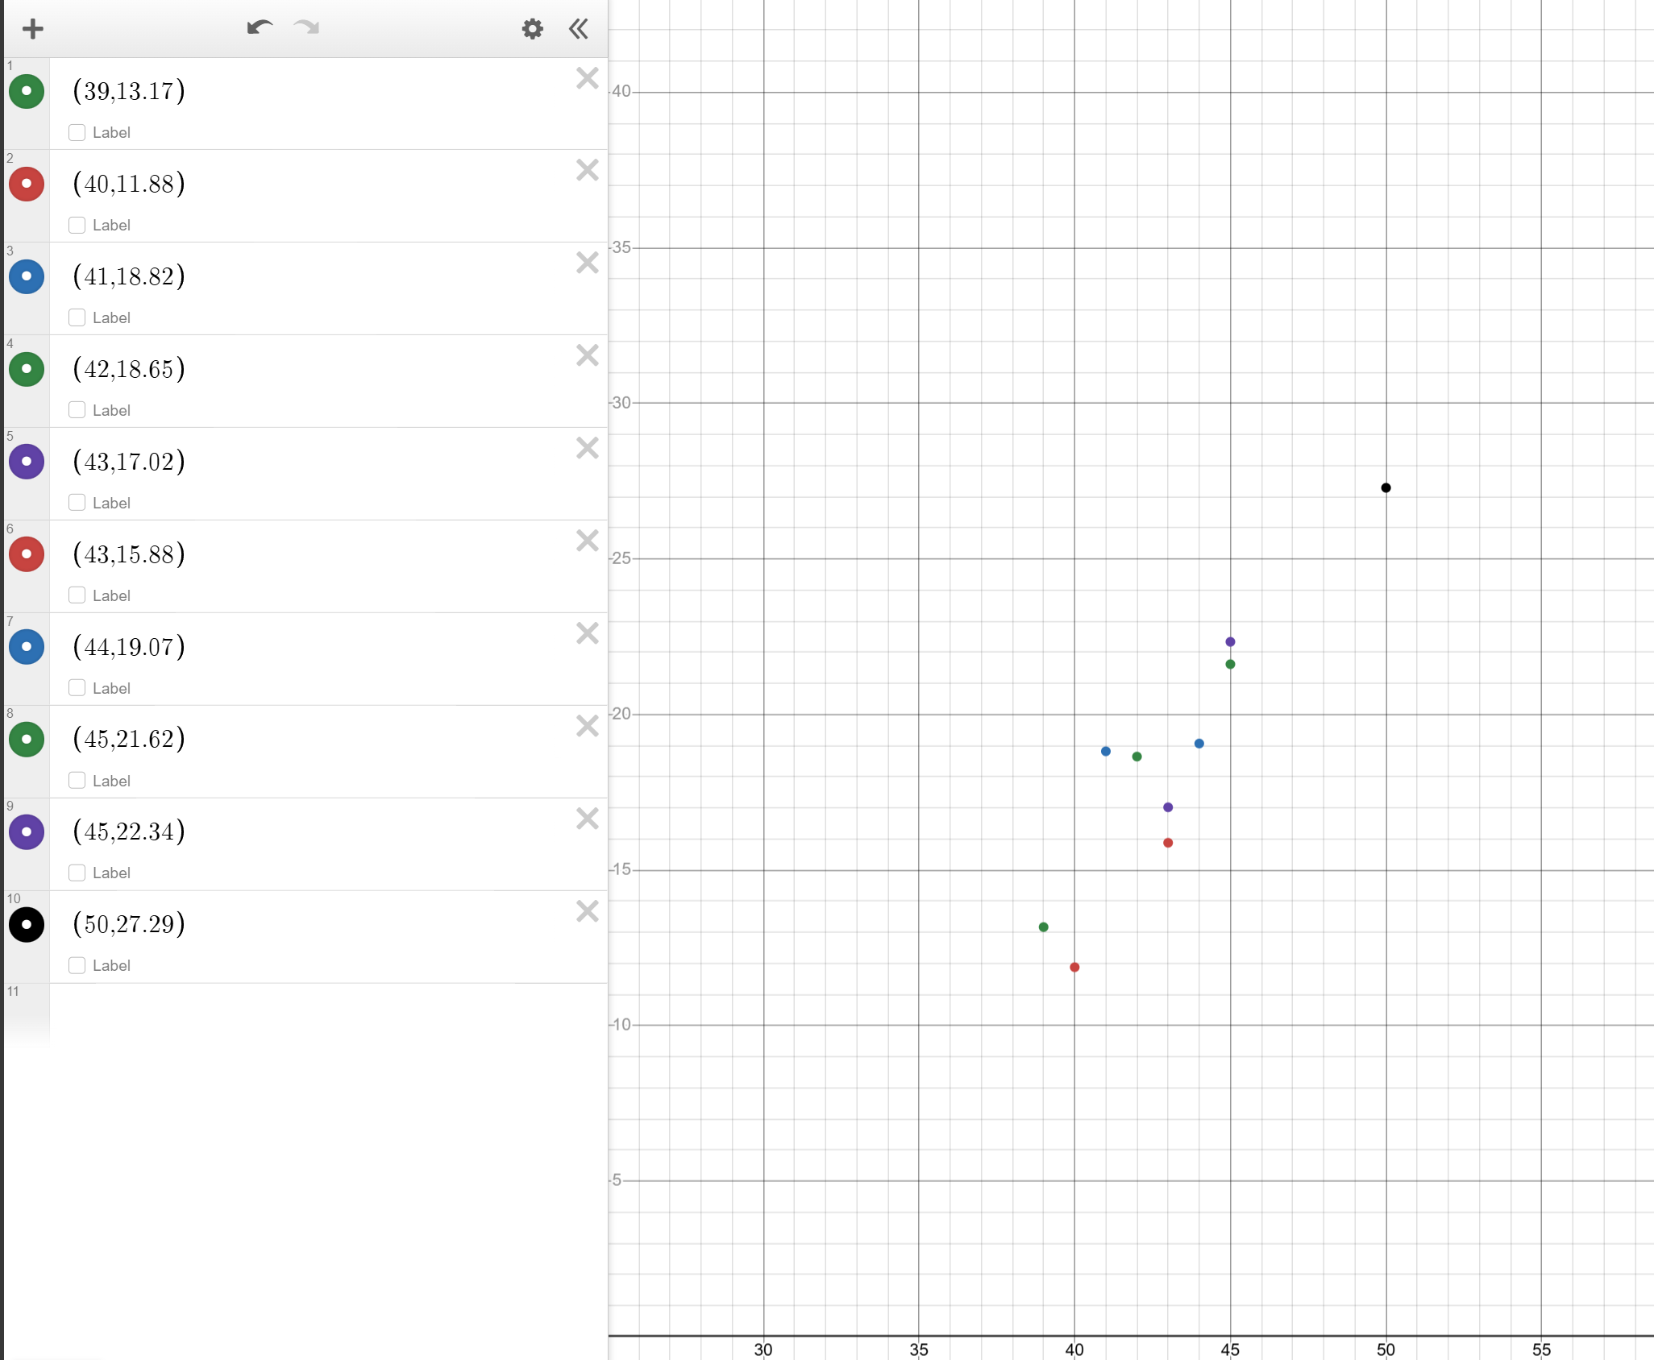 1
(39,13.17)
Label
2
(40,11.88)
Label
3
(41,18.82)
Label
4
(42,18.65)
Label
5
(43,17.02)
Label
6
(43,15.88)
Label
7
(44,19.07)
Label
8
(45,21.62)
Label
9
(45,22.34)
Label
10
(50,27.29)
Label
11
40
35
30
25
20
15
10
5
30 35 40 45 50 55